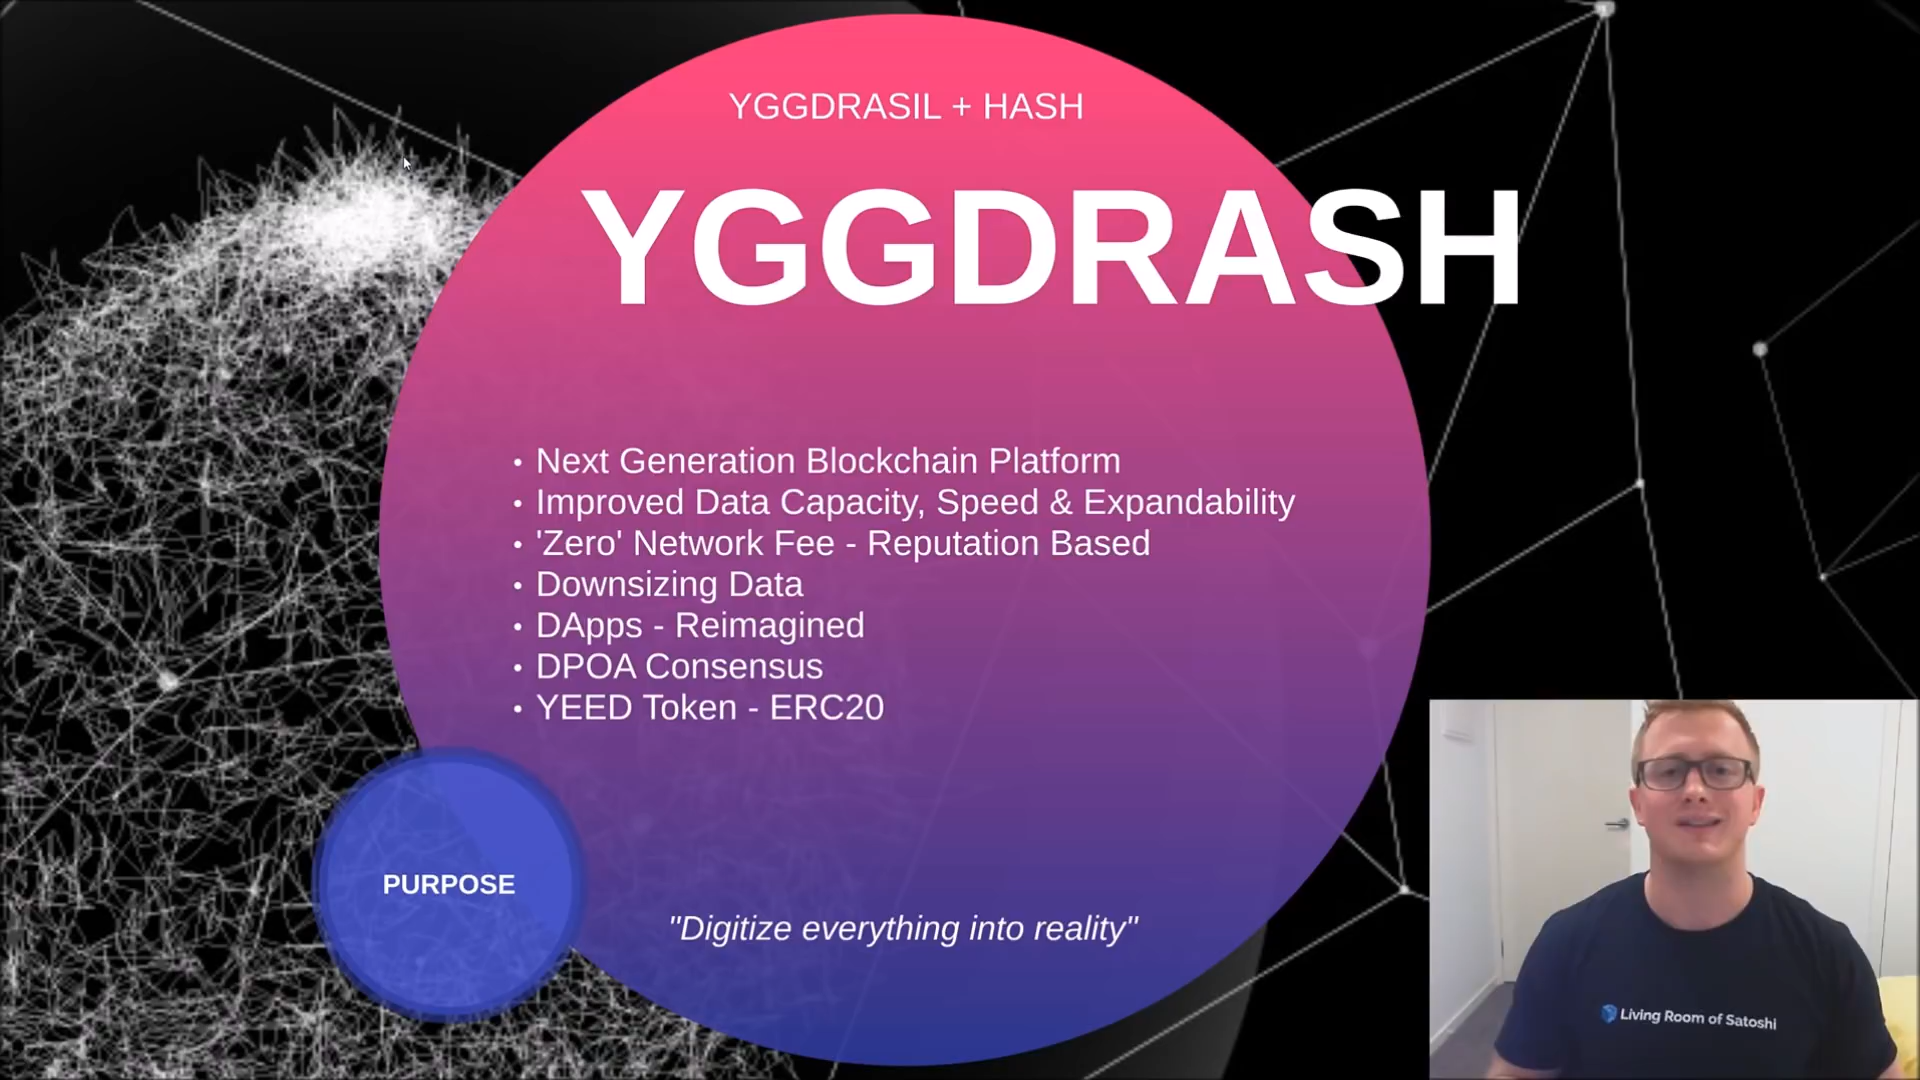 YGGDRASIL + HASH
YGGDRASH
• Next Generation Blockchain Platform
• Improved Data Capacity, Speed & Expandability
• 'Zero' Network Fee - Reputation Based
• Downsizing Data
• DApps - Reimagined
• DPOA Consensus
• YEED Token - ERC20
PURPOSE
"Digitize everything into reality"
Living Room of Satoshi